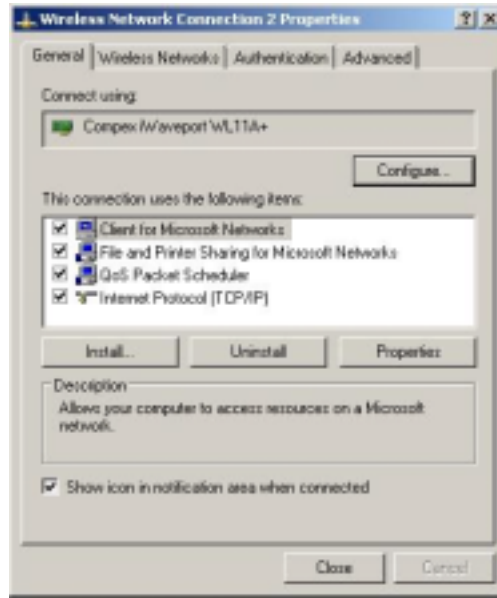 Wireless Network Connection 2 Properties
General Wireless Networks Authentication Advanced
Connect using:
Compex iWaveport WL11A+
Configure...
This connection uses the following items:
Client for Microsoft Networks
File and Printer Sharing for Microsoft Networks
QoS Packet Scheduler
Internet Protocol (TCP/IP)
Install... Uninstall Properties
Description
Allows your computer to access resources on a Microsoft
network.
Show icon in notification area when connected
Close Cancel